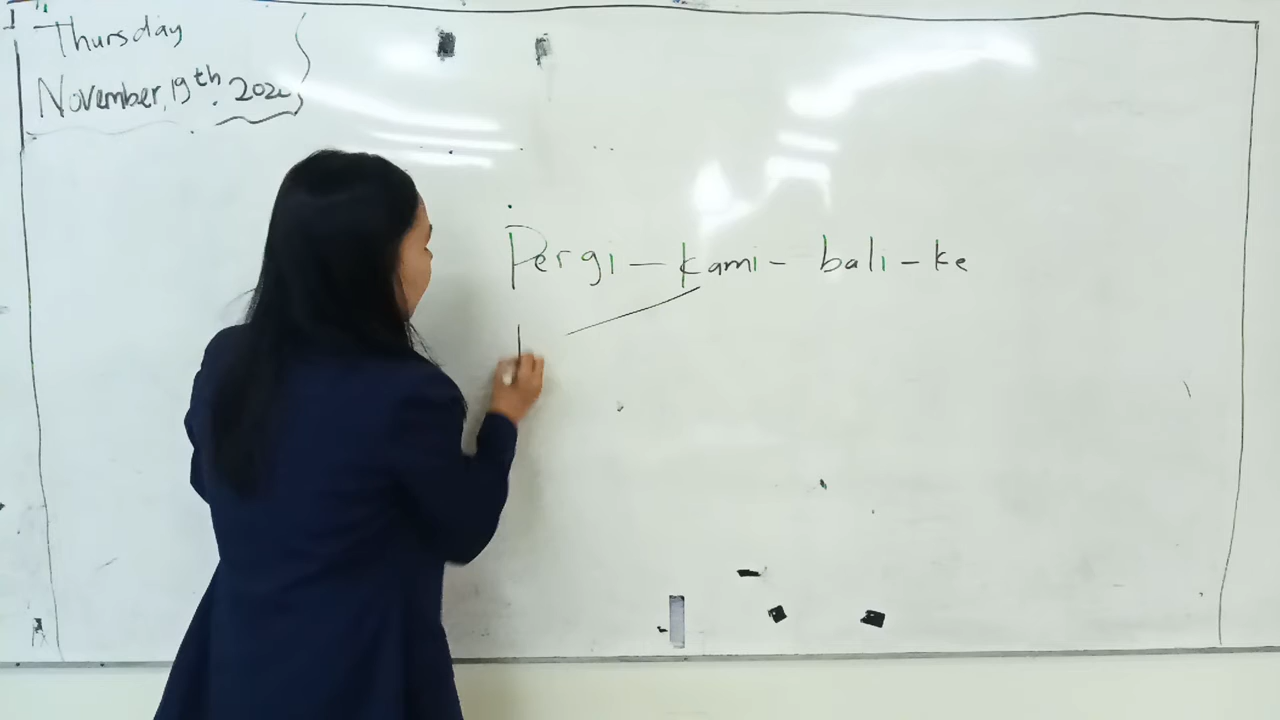 Thursday
November, 19th. 2020
Pergi - kami - bali - ke